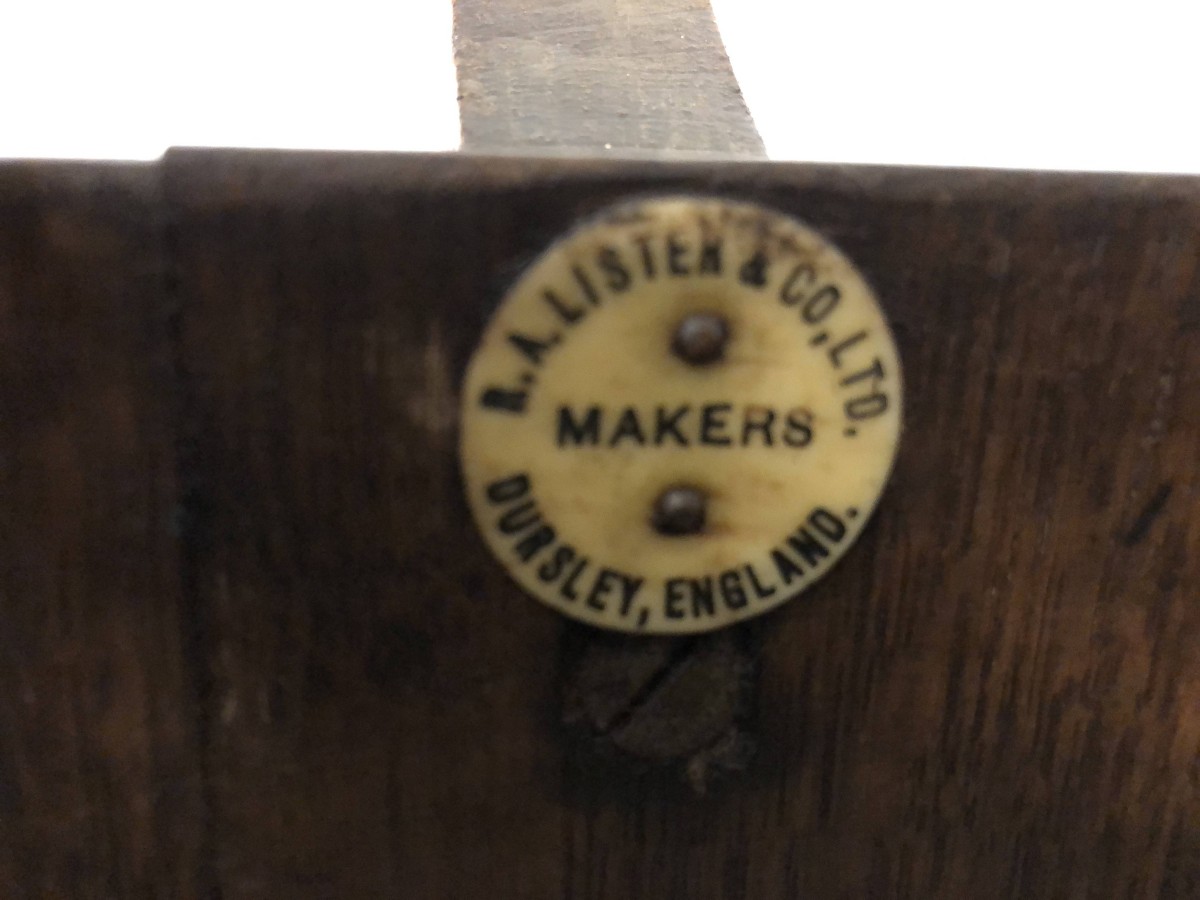 R.A. LISTER & CO, LTD.
MAKERS
DURSLEY, ENGLAND.